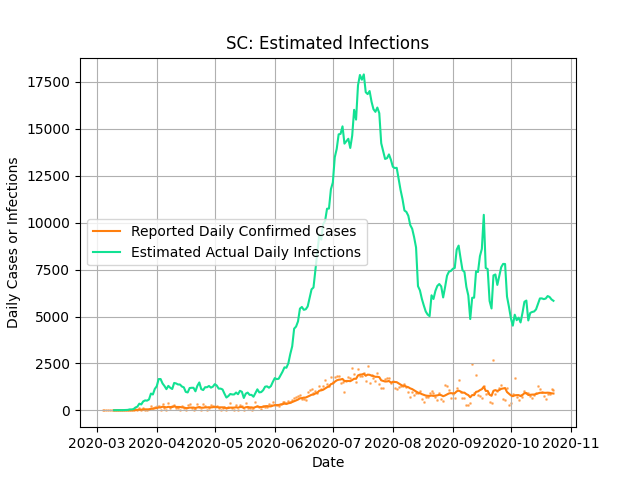 SC: Estimated Infections
17500
15000
12500
10000
7500
5000
2500
0
Daily Cases or Infections
Reported Daily Confirmed Cases
Estimated Actual Daily Infections
2020-03 2020-04 2020-05 2020-06 2020-07 2020-08 2020-09 2020-10 2020-11
Date